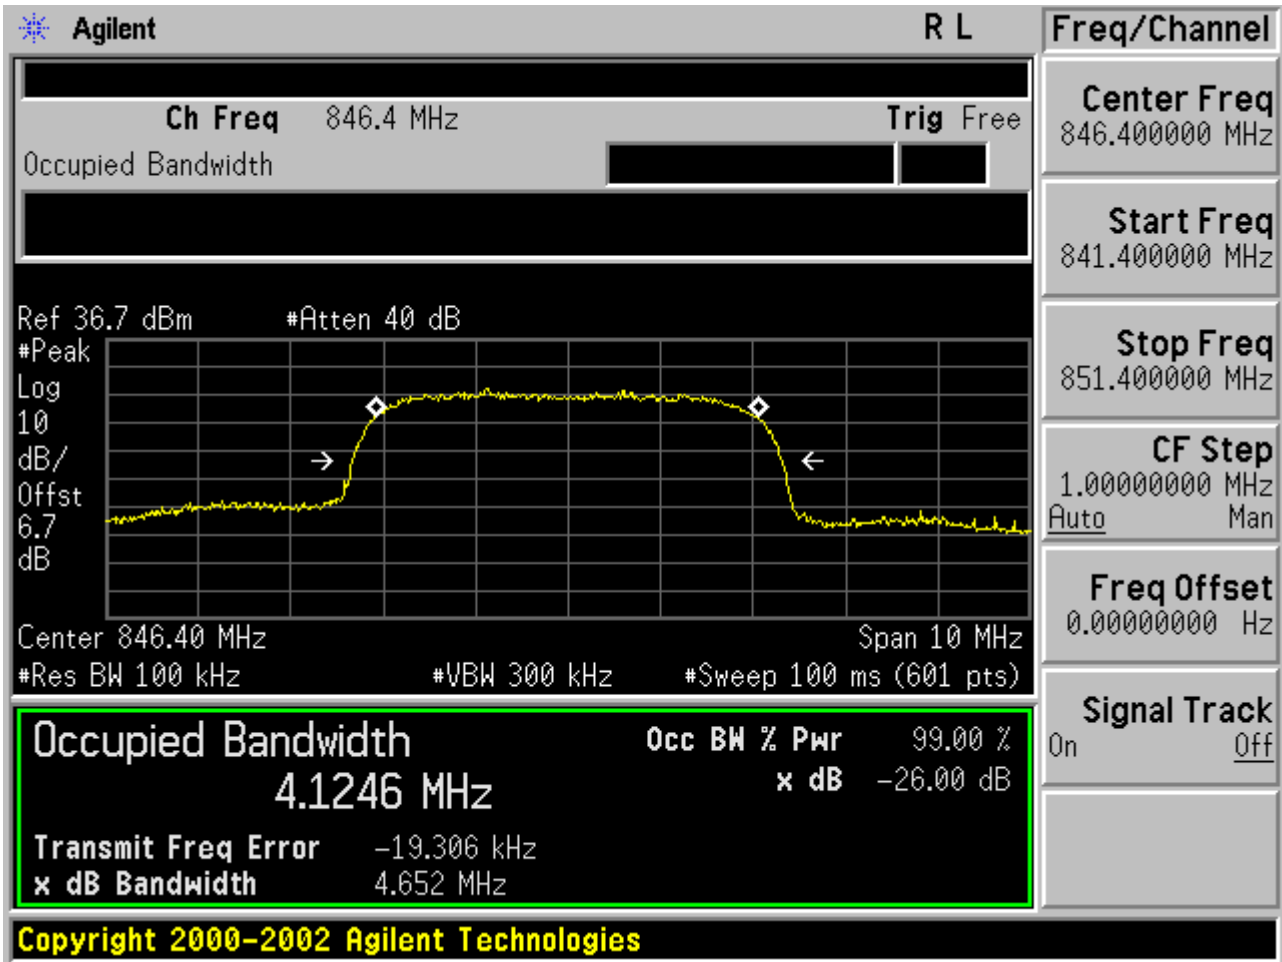 Agilent R L Freq/Channel
Ch Freq 846.4 MHz Trig Free
Occupied Bandwidth
Center Freq
846.400000 MHz
Start Freq
841.400000 MHz
Stop Freq
851.400000 MHz
CF Step
1.00000000 MHz
Auto Man
Freq Offset
0.00000000 Hz
Signal Track
On Off
Ref 36.7 dBm #Atten 40 dB
#Peak
Log
10
dB/
Offst
6.7
dB
Center 846.40 MHz Span 10 MHz
#Res BW 100 kHz #VBW 300 kHz #Sweep 100 ms (601 pts)
Occupied Bandwidth Occ BW % Pwr 99.00 %
4.1246 MHz x dB -26.00 dB
Transmit Freq Error -19.306 kHz
x dB Bandwidth 4.652 MHz
Copyright 2000-2002 Agilent Technologies